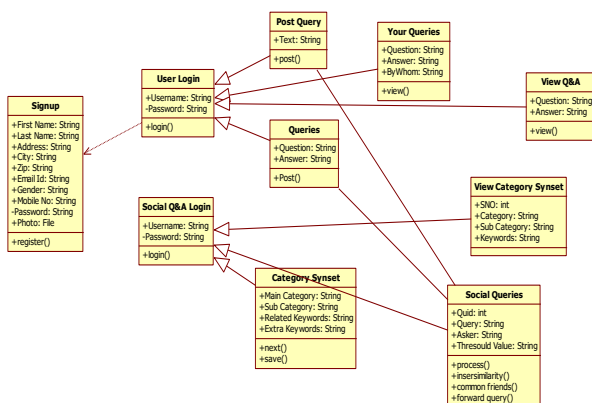 Post Query
+Text: String
+post()
Your Queries
+Question: String
+Answer: String
+ByWhom: String
+view()
User Login
+Username: String
-Password: String
+login()
View Q&A
+Question: String
+Answer: String
+view()
Signup
+First Name: String
+Last Name: String
+Address: String
+City: String
+Zip: String
+Email Id: String
+Gender: String
+Mobile No: String
-Password: String
+Photo: File
+register()
Queries
+Question: String
+Answer: String
+Post()
Social Q&A Login
+Username: String
-Password: String
+login()
View Category Synset
+SNO: int
+Category: String
+Sub Category: String
+Keywords: String
Category Synset
+Main Category: String
+Sub Category: String
+Related Keywords: String
+Extra Keywords: String
+next()
+save()
Social Queries
+Quid: int
+Query: String
+Asker: String
+Thresould Value: String
+process()
+insersimilarity()
+common friends()
+forward query()